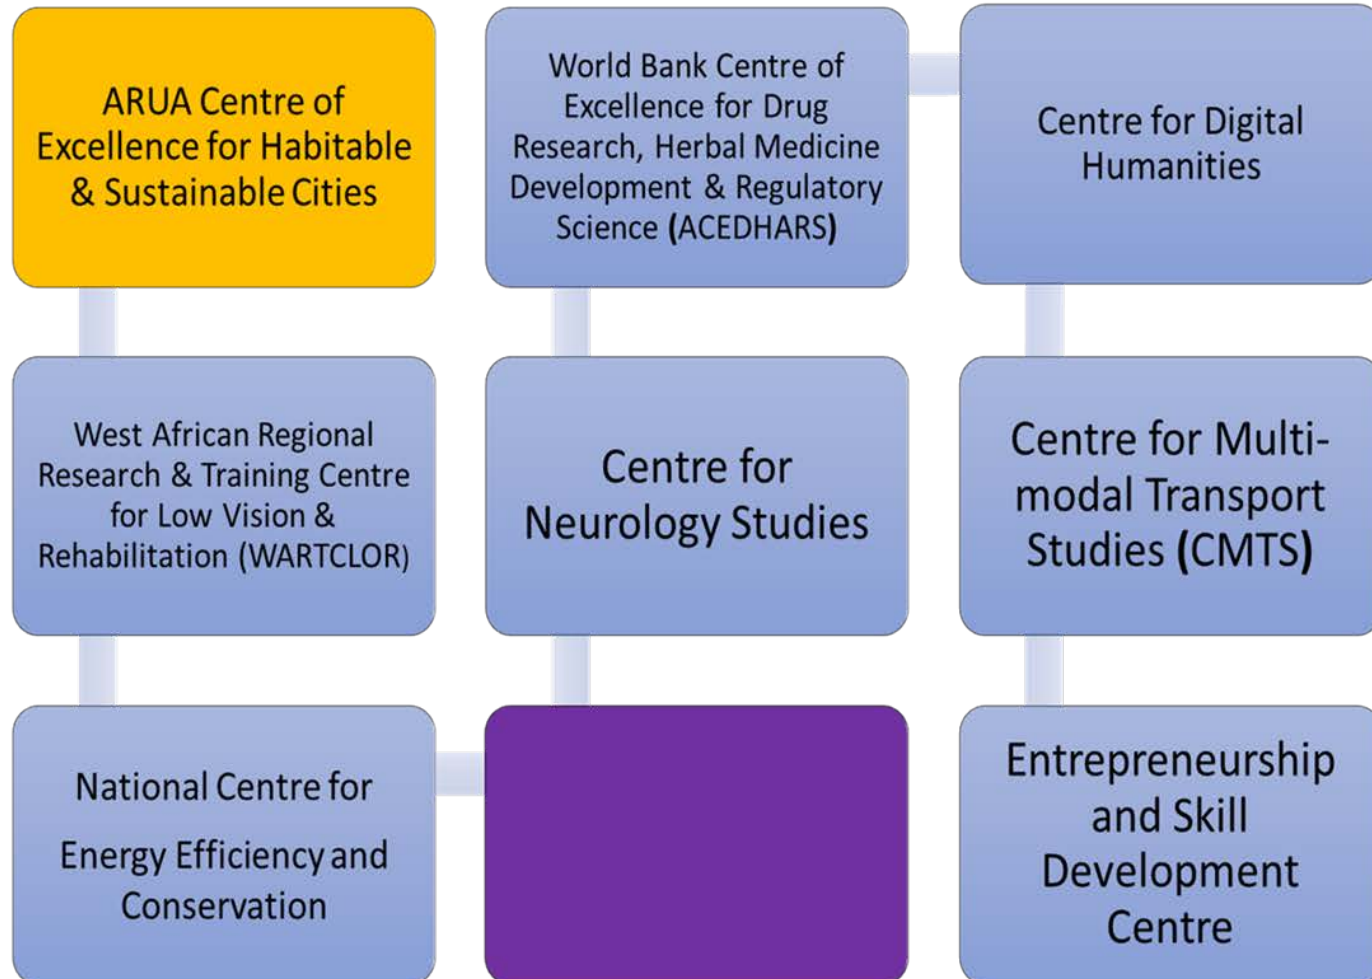 ARUA Centre of
Excellence for Habitable
& Sustainable Cities
World Bank Centre of
Excellence for Drug
Research, Herbal Medicine
Development & Regulatory
Science (ACEDHARS)
Centre for Digital
Humanities
West African Regional
Research & Training Centre
for Low Vision &
Rehabilitation (WARTCLOR)
Centre for
Neurology Studies
Centre for Multi-
modal Transport
Studies (CMTS)
National Centre for
Energy Efficiency and
Conservation
Entrepreneurship
and Skill
Development
Centre